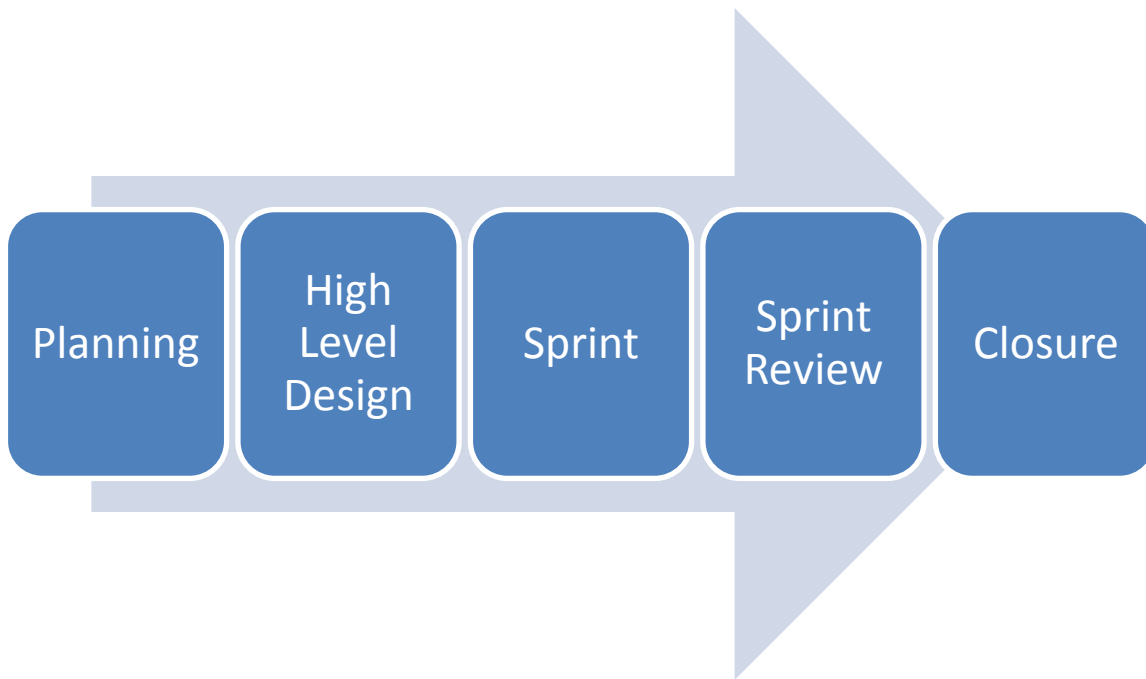 Planning
High
Level
Design
Sprint
Sprint
Review
Closure